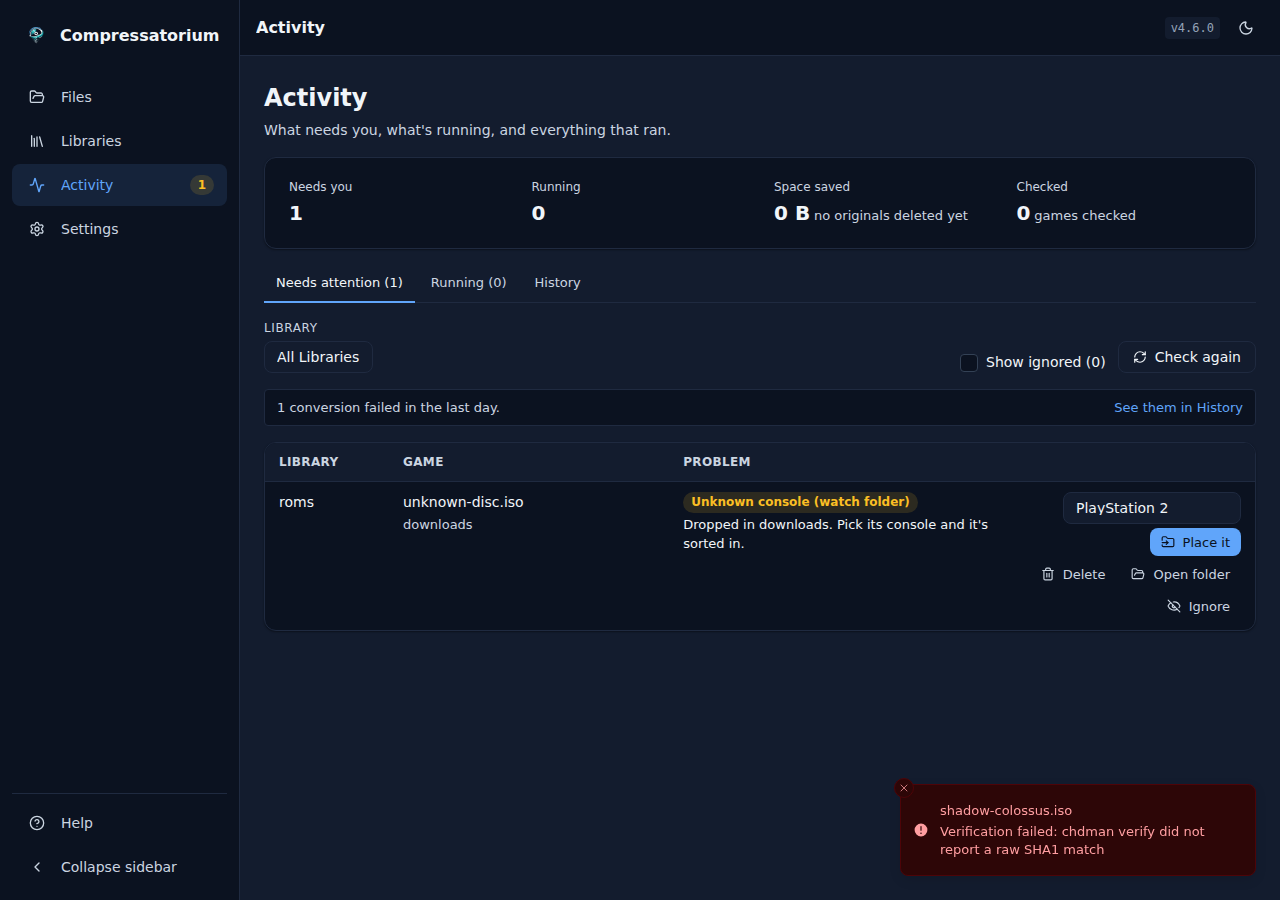 Compressatorium
Files
Libraries
Activity 1
Settings
Help
Collapse sidebar
Activity
v4.6.0
Activity
What needs you, what's running, and everything that ran.
Needs you Running Space saved Checked
1 0 0 B no originals deleted yet 0 games checked
Needs attention (1) Running (0) History
LIBRARY
All Libraries Show ignored (0) Check again
1 conversion failed in the last day. See them in History
LIBRARY GAME PROBLEM
roms unknown-disc.iso Unknown console (watch folder) PlayStation 2
downloads Dropped in downloads. Pick its console and it's
sorted in. Place it
Delete Open folder
Ignore
shadow-colossus.iso
Verification failed: chdman verify did not
report a raw SHA1 match